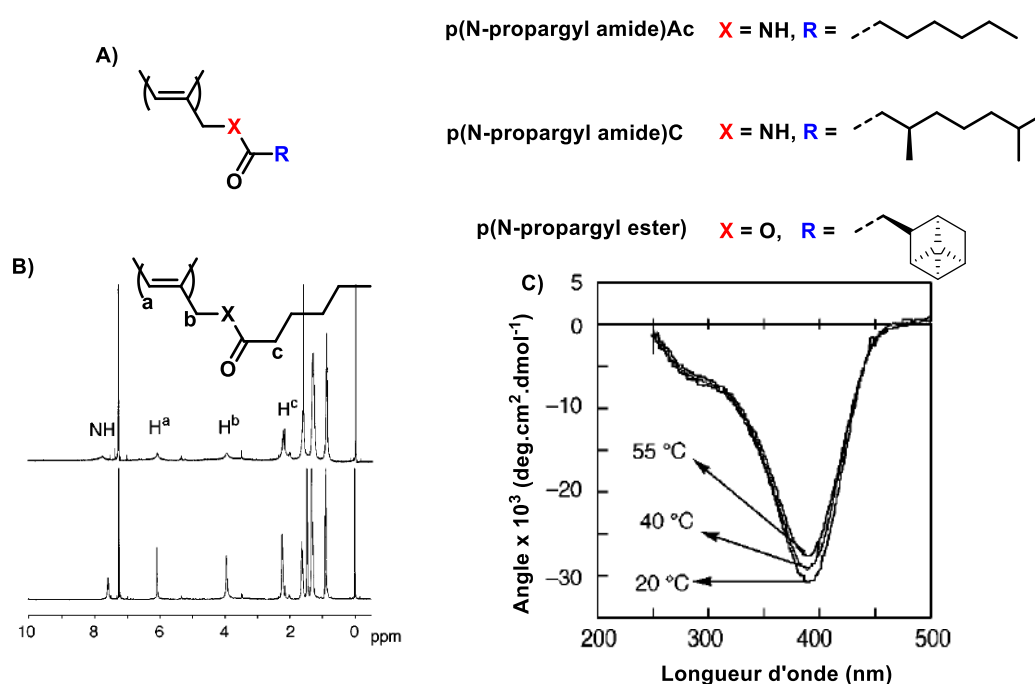 A)
X
R
O
p(N-propargyl amide)Ac X = NH, R =
p(N-propargyl amide)C X = NH, R =
p(N-propargyl ester) X = O, R =
B)
a
b
X
O
c
NH
Hᵃ
Hᵇ
Hᶜ
10 8 6 4 2 0 ppm
C)
Angle x 10³ (deg.cm².dmol⁻¹)
5
0
−10
−20
−30
55 °C
40 °C
20 °C
200 300 400 500
Longueur d'onde (nm)